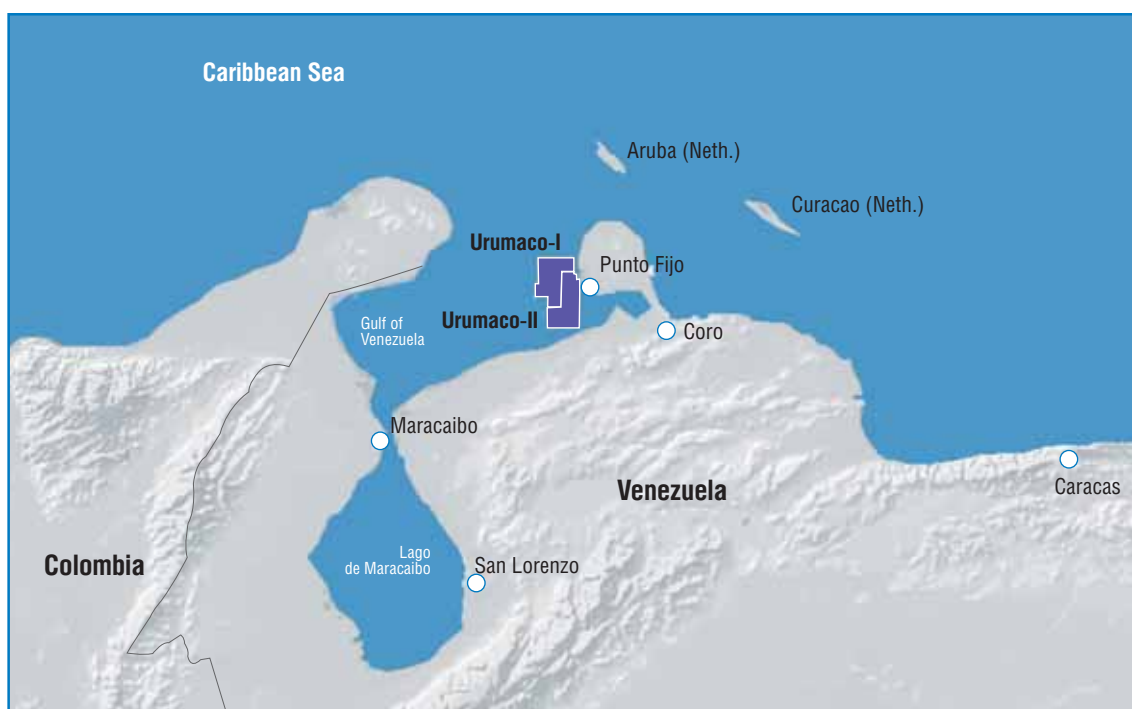 Caribbean Sea
Aruba (Neth.)
Curacao (Neth.)
Urumaco-I
Punto Fijo
Urumaco-II
Gulf of
Venezuela
Coro
Maracaibo
Venezuela
Caracas
Colombia
Lago
de Maracaibo
San Lorenzo